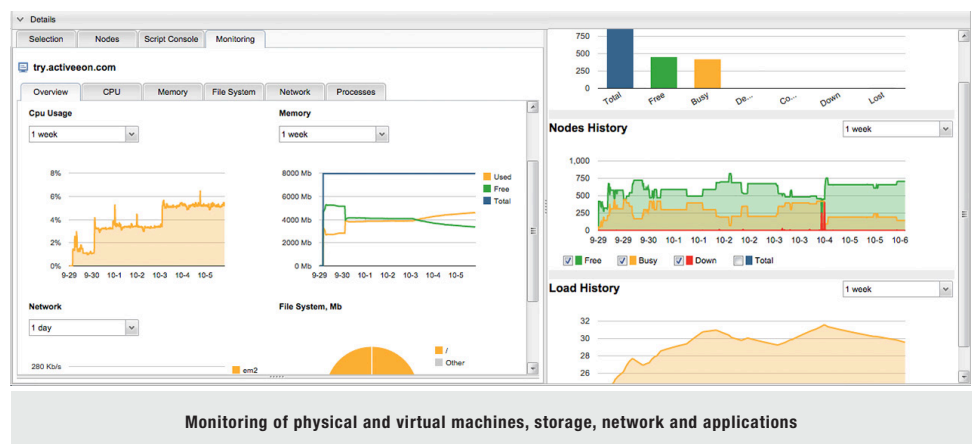 Details
Selection Nodes Script Console Monitoring
try.activeeon.com
Overview CPU Memory File System Network Processes
Cpu Usage
1 week
8%
6%
4%
2%
0%
9-29 9-30 10-1 10-2 10-3 10-4 10-5
Memory
1 week
8000 Mb
6000 Mb
4000 Mb
2000 Mb
0 Mb
9-29 9-30 10-1 10-2 10-3 10-4 10-5
Used
Free
Total
Network
1 day
280 Kb/s
em2
File System, Mb
/
Other
750
500
250
0
Total Free Busy De... Co... Down Lost
Nodes History
1 week
1,000
750
500
250
0
9-29 9-29 9-30 10-1 10-1 10-2 10-2 10-3 10-3 10-4 10-5 10-5 10-6
Free Busy Down Total
Load History
1 week
32
30
28
26
Monitoring of physical and virtual machines, storage, network and applications